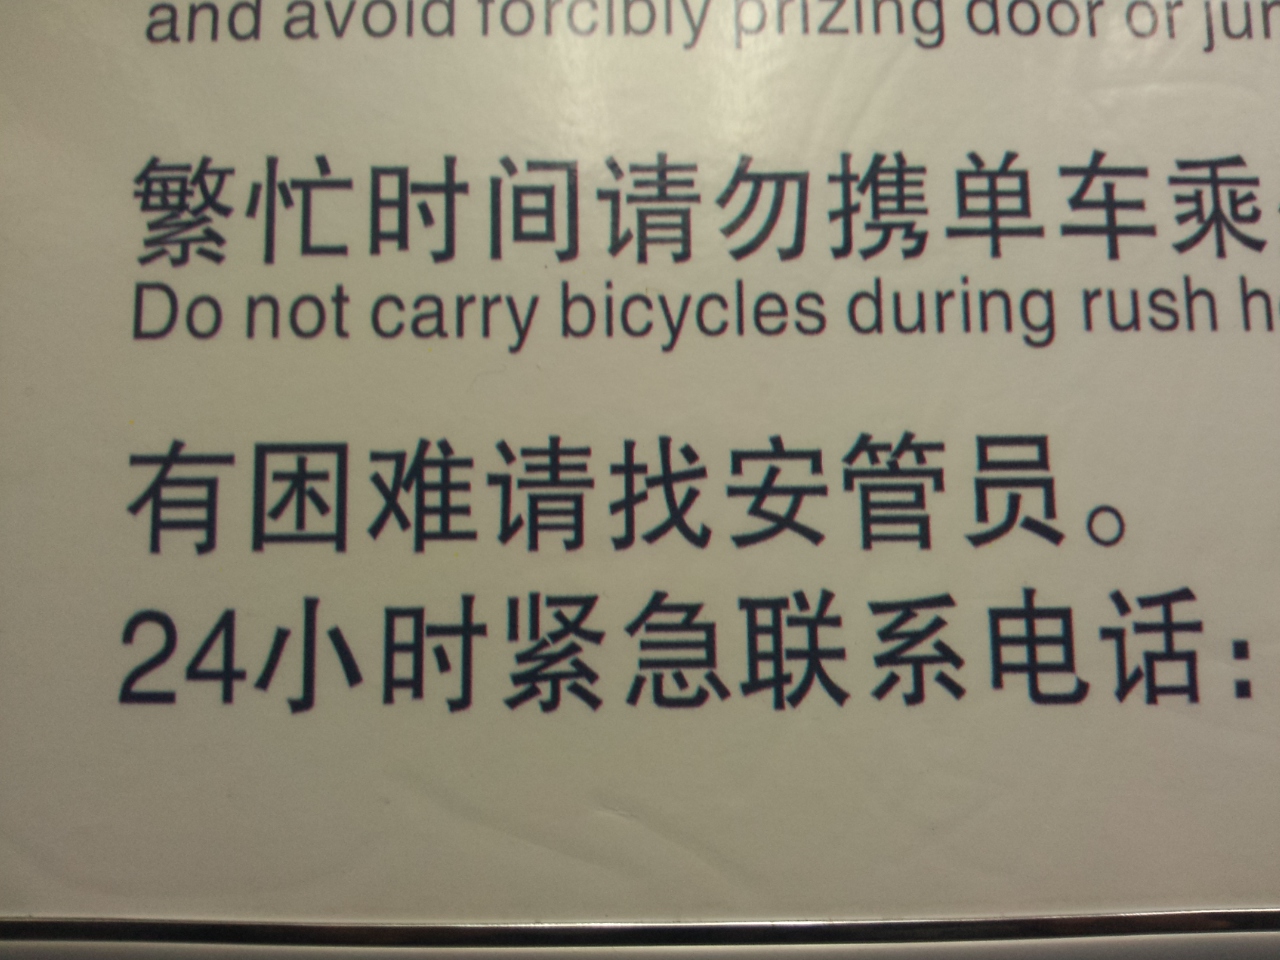 and avoid forcibly prizing door or
繁忙时间请勿携单车乘
Do not carry bicycles during rush
有困难请找安管员。
24小时紧急联系电话：